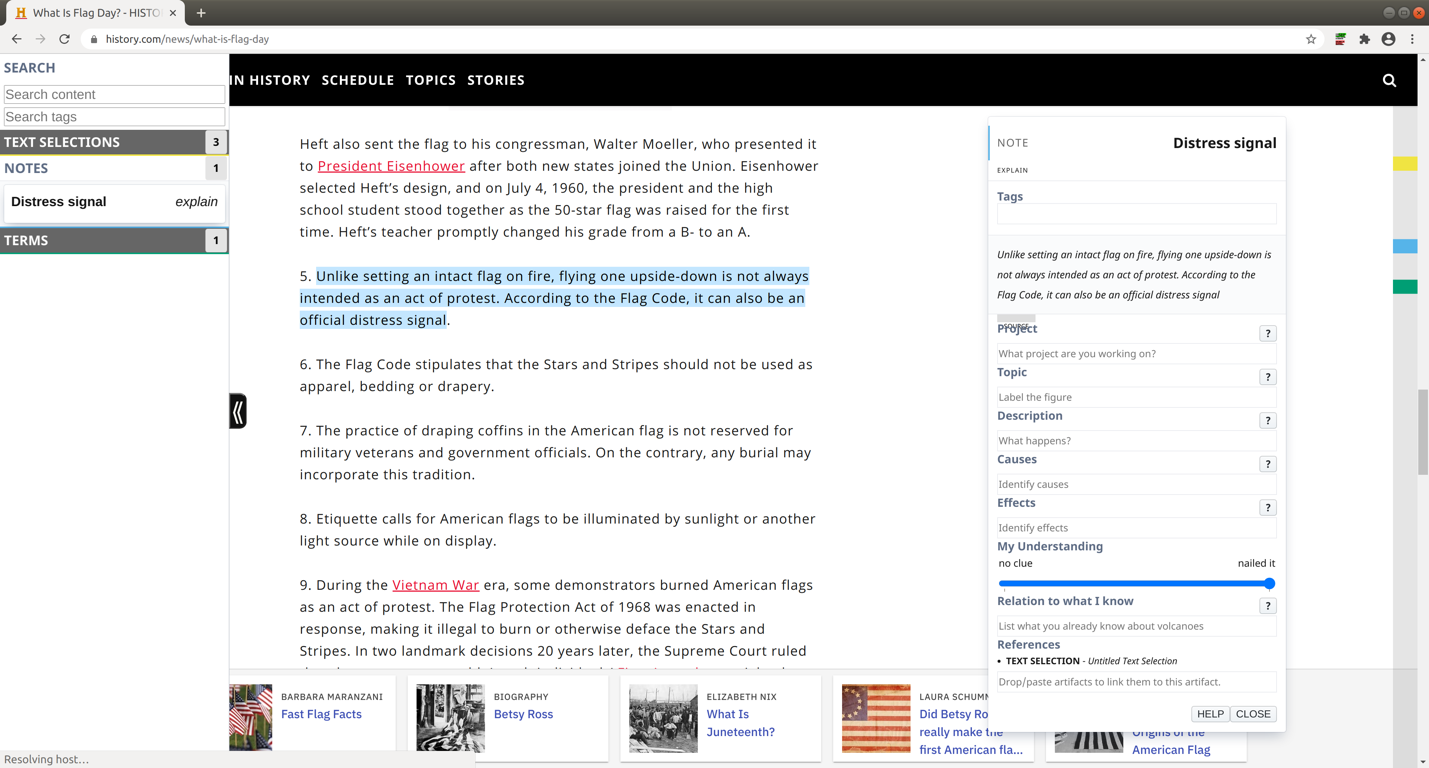 What Is Flag Day? - HISTO
history.com/news/what-is-flag-day
SEARCH
Search content
Search tags
TEXT SELECTIONS 3
NOTES 1
Distress signal explain
TERMS 1
IN HISTORY SCHEDULE TOPICS STORIES
Heft also sent the flag to his congressman, Walter Moeller, who presented it
to President Eisenhower after both new states joined the Union. Eisenhower
selected Heft’s design, and on July 4, 1960, the president and the high
school student stood together as the 50-star flag was raised for the first
time. Heft’s teacher promptly changed his grade from a B- to an A.
5. Unlike setting an intact flag on fire, flying one upside-down is not always
intended as an act of protest. According to the Flag Code, it can also be an
official distress signal.
6. The Flag Code stipulates that the Stars and Stripes should not be used as
apparel, bedding or drapery.
7. The practice of draping coffins in the American flag is not reserved for
military veterans and government officials. On the contrary, any burial may
incorporate this tradition.
8. Etiquette calls for American flags to be illuminated by sunlight or another
light source while on display.
9. During the Vietnam War era, some demonstrators burned American flags
as an act of protest. The Flag Protection Act of 1968 was enacted in
response, making it illegal to burn or otherwise deface the Stars and
Stripes. In two landmark decisions 20 years later, the Supreme Court ruled
BARBARA MARANZANI
Fast Flag Facts
BIOGRAPHY
Betsy Ross
ELIZABETH NIX
What Is
Juneteenth?
LAURA SCHUMM
Did Betsy Ro
really make the
first American fla...
Origins of the
American Flag
NOTE Distress signal
EXPLAIN
Tags
Unlike setting an intact flag on fire, flying one upside-down is
not always intended as an act of protest. According to the
Flag Code, it can also be an official distress signal
Project ?
What project are you working on?
Topic ?
Label the figure
Description ?
What happens?
Causes ?
Identify causes
Effects ?
Identify effects
My Understanding
no clue nailed it
Relation to what I know ?
List what you already know about volcanoes
References
• TEXT SELECTION - Untitled Text Selection
Drop/paste artifacts to link them to this artifact.
HELP CLOSE
Resolving host…